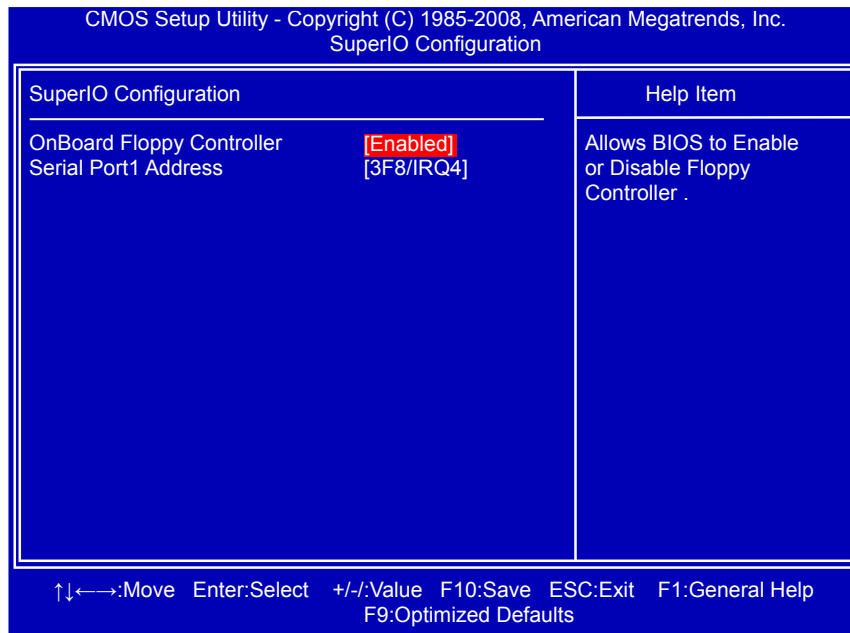 CMOS Setup Utility - Copyright (C) 1985-2008, American Megatrends, Inc.
SuperIO Configuration
SuperIO Configuration
Help Item
OnBoard Floppy Controller [Enabled]
Serial Port1 Address [3F8/IRQ4]
Allows BIOS to Enable
or Disable Floppy
Controller .
↑↓←→:Move Enter:Select +/-/:Value F10:Save ESC:Exit F1:General Help
F9:Optimized Defaults